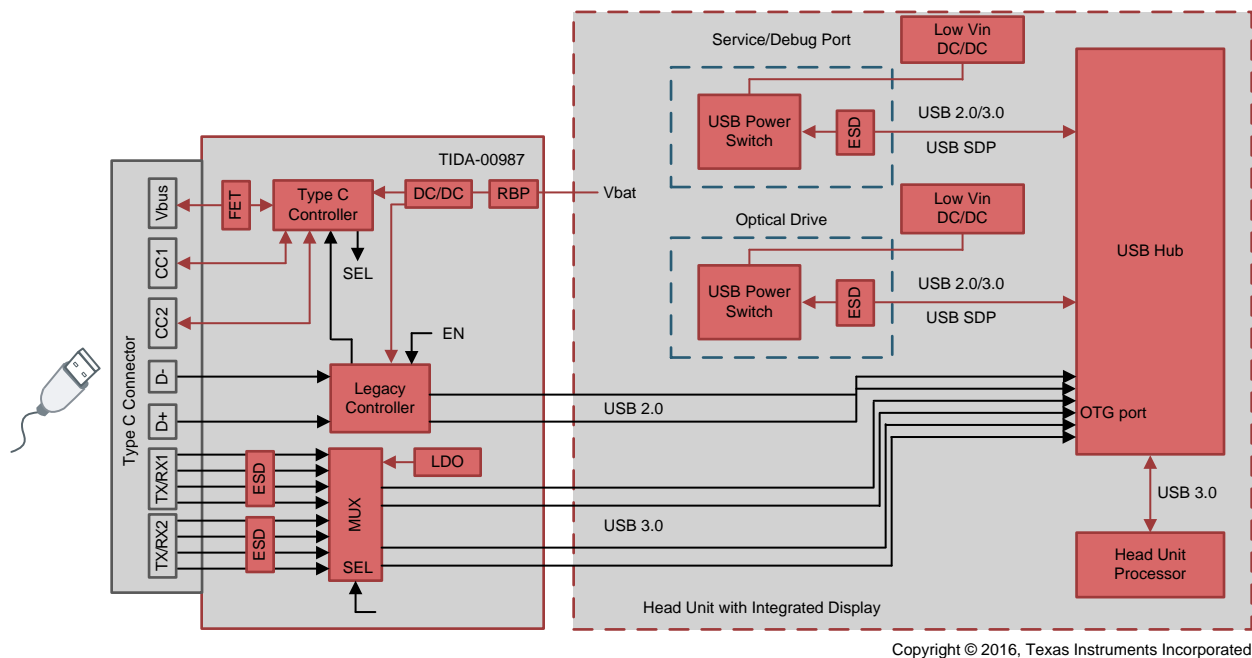 Service/Debug Port
Low Vin
DC/DC
USB Power
Switch
ESD
USB 2.0/3.0
USB SDP
Optical Drive
Low Vin
DC/DC
USB Power
Switch
ESD
USB 2.0/3.0
USB SDP
USB Hub
OTG port
USB 3.0
Head Unit
Processor
Head Unit with Integrated Display
TIDA-00987
Type C Connector
Vbus
CC1
CC2
D-
D+
TX/RX1
TX/RX2
FET
Type C
Controller
DC/DC
RBP
Vbat
SEL
EN
Legacy
Controller
USB 2.0
ESD
ESD
MUX
SEL
LDO
USB 3.0
Copyright © 2016, Texas Instruments Incorporated